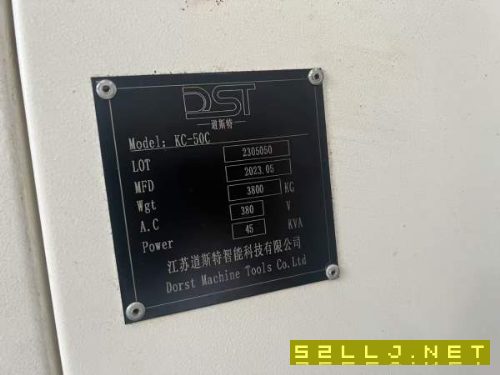 DST
道斯特
Model: KC-50C
LOT 2305050
MFD 2023.05
Wgt 3800 KG
A.C 380 V
Power 45 KVA
江苏道斯特智能科技有限公司
Dorst Machine Tools Co.Ltd
52LLJ.NET